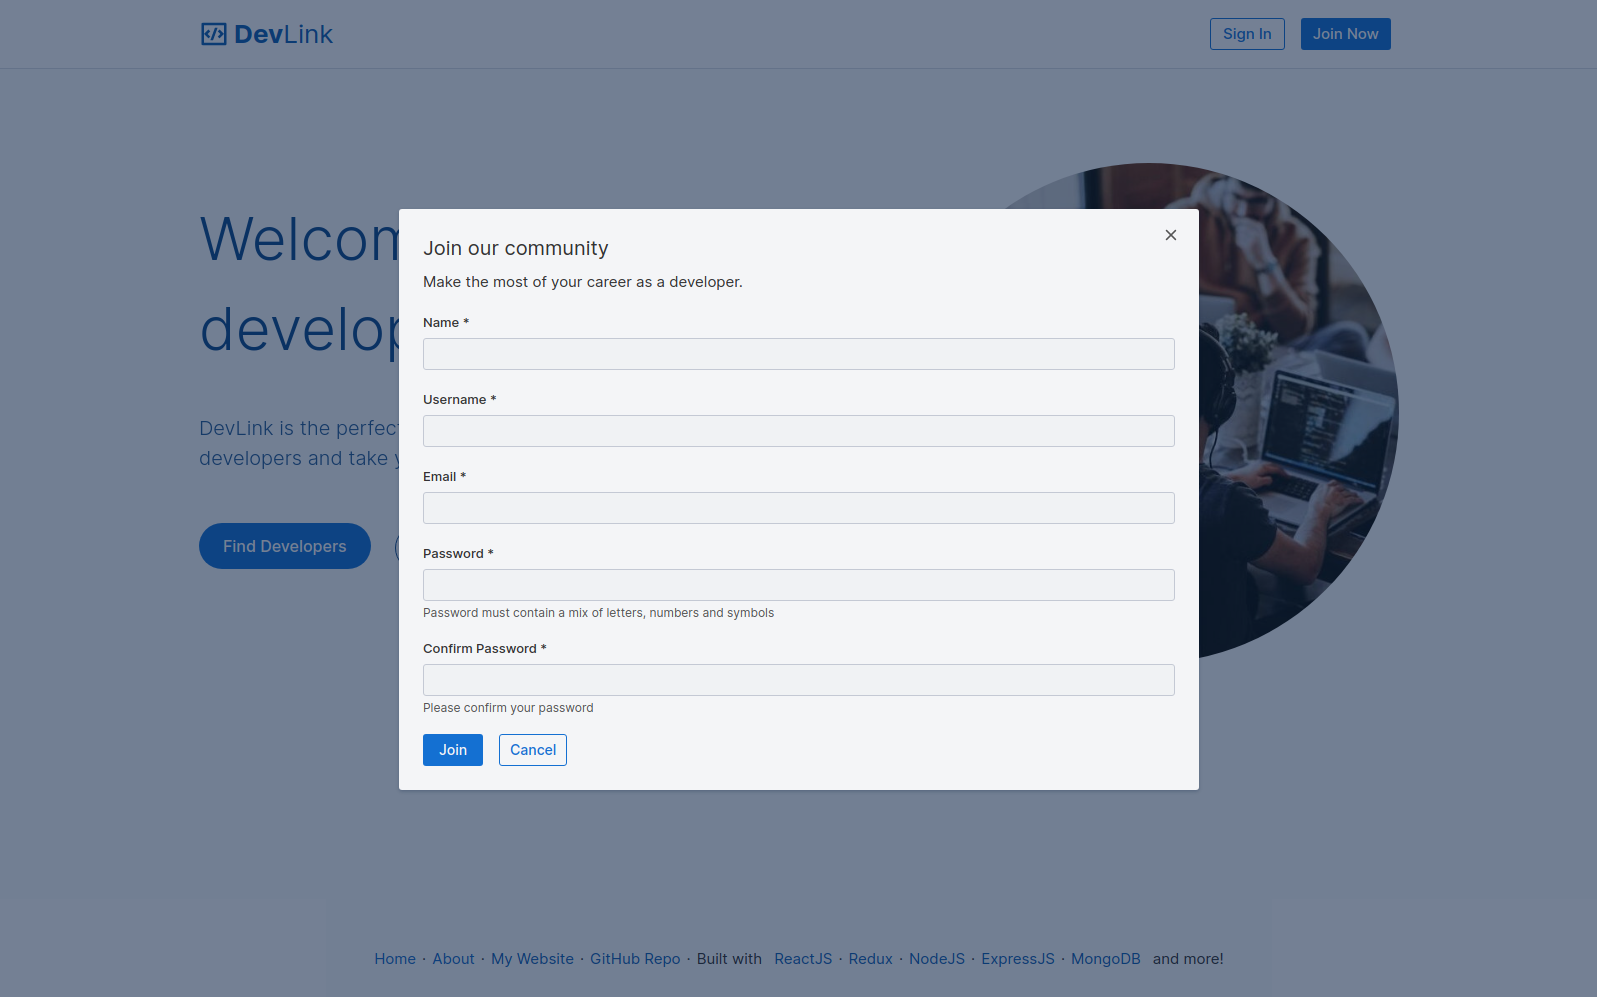 DevLink
Sign In
Join Now
Welcom
develop
DevLink is the perfect
developers and take
Find Developers
Join our community
Make the most of your career as a developer.
Name *
Username *
Email *
Password *
Password must contain a mix of letters, numbers and symbols
Confirm Password *
Please confirm your password
Join
Cancel
Home · About · My Website · GitHub Repo · Built with ReactJS · Redux · NodeJS · ExpressJS · MongoDB and more!